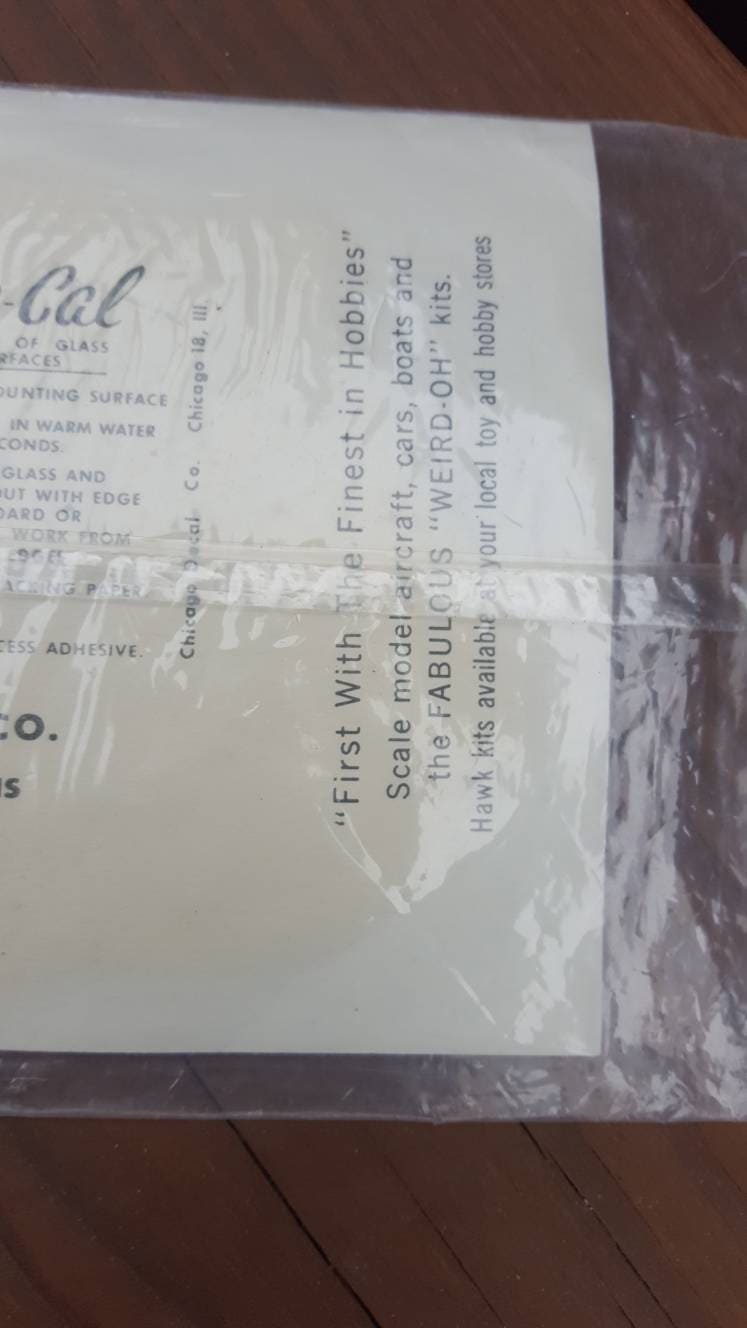 -Cal
OF GLASS
RFACES
OUNTING SURFACE
IN WARM WATER
CONDS.
GLASS AND
OUT WITH EDGE
OARD OR
WORK FROM
EDGES
ACKING PAPER
CESS ADHESIVE.
CO.
Chicago Decal Co. Chicago 18, Ill.
"First With The Finest in Hobbies"
Scale model aircraft, cars, boats and
the FABULOUS "WEIRD-OH" kits.
Hawk kits available at your local toy and hobby stores